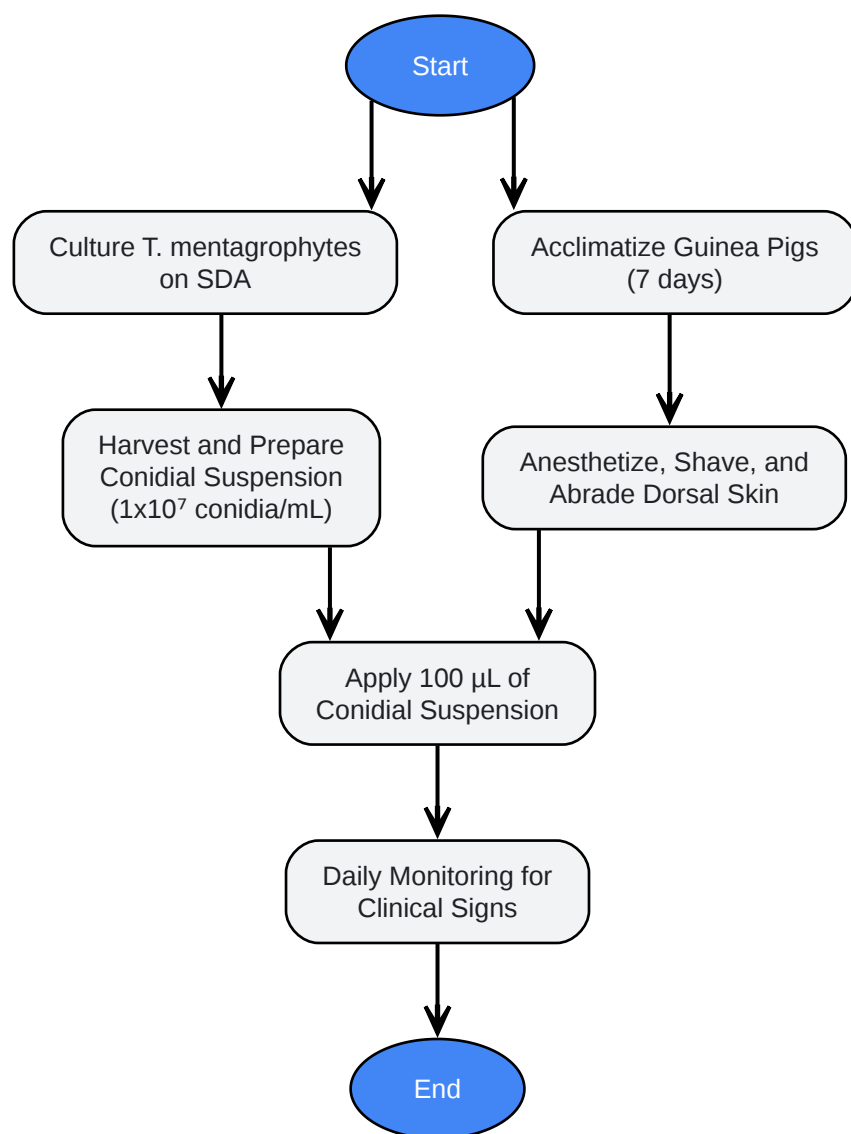 Start
Culture T. mentagrophytes
on SDA
Acclimatize Guinea Pigs
(7 days)
Harvest and Prepare
Conidial Suspension
(1x10⁷ conidia/mL)
Anesthetize, Shave, and
Abrade Dorsal Skin
Apply 100 µL of
Conidial Suspension
Daily Monitoring for
Clinical Signs
End